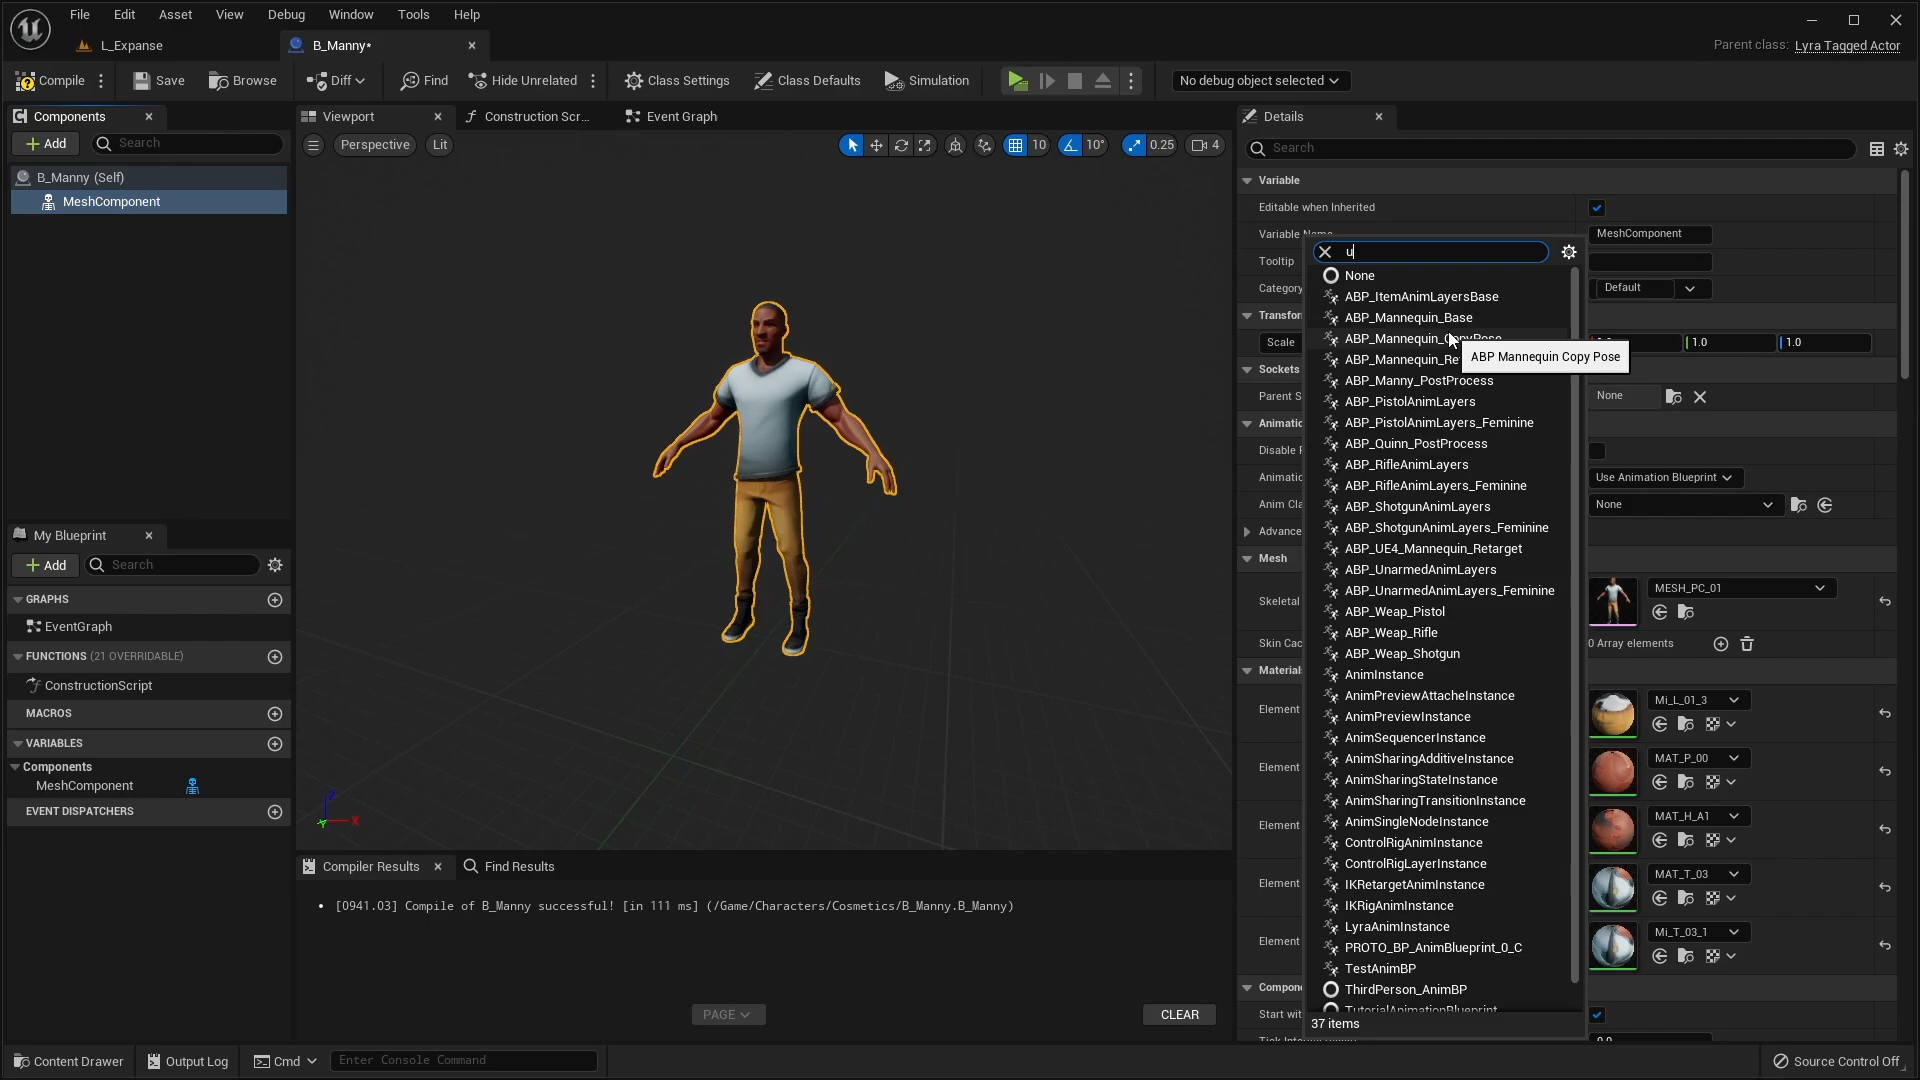 File Edit Asset View Debug Window Tools Help
L_Expanse
B_Manny*
Parent class: Lyra Tagged Actor
Compile
Save
Browse
Diff
Find
Hide Unrelated
Class Settings
Class Defaults
Simulation
No debug object selected
Components
Add
Search
B_Manny (Self)
MeshComponent
Viewport
Construction Scr...
Event Graph
Perspective
Lit
10
10°
0.25
4
My Blueprint
Add
Search
GRAPHS
EventGraph
FUNCTIONS (21 OVERRIDABLE)
ConstructionScript
MACROS
VARIABLES
Components
MeshComponent
EVENT DISPATCHERS
Compiler Results
Find Results
[0941.03] Compile of B_Manny successful! [in 111 ms] (/Game/Characters/Cosmetics/B_Manny.B_Manny)
PAGE
CLEAR
Details
Search
Variable
Editable when Inherited
Variable
MeshComponent
Tooltip
Category
Default
Scale
1.0
1.0
Sockets
Parent S
None
Disable
Use Animation Blueprint
None
Mesh
Skeletal
MESH_PC_01
Skin Cac
0 Array elements
Element
Mi_L_01_3
Element
MAT_P_00
Element
MAT_H_A1
Element
MAT_T_03
Element
Mi_T_03_1
Start wit
u
None
ABP_ItemAnimLayersBase
ABP_Mannequin_Base
ABP_Mannequin_CopyPose
ABP_Mannequin_Re
ABP Mannequin Copy Pose
ABP_Manny_PostProcess
ABP_PistolAnimLayers
ABP_PistolAnimLayers_Feminine
ABP_Quinn_PostProcess
ABP_RifleAnimLayers
ABP_RifleAnimLayers_Feminine
ABP_ShotgunAnimLayers
ABP_ShotgunAnimLayers_Feminine
ABP_UE4_Mannequin_Retarget
ABP_UnarmedAnimLayers
ABP_UnarmedAnimLayers_Feminine
ABP_Weap_Pistol
ABP_Weap_Rifle
ABP_Weap_Shotgun
AnimInstance
AnimPreviewAttacheInstance
AnimPreviewInstance
AnimSequencerInstance
AnimSharingAdditiveInstance
AnimSharingStateInstance
AnimSharingTransitionInstance
AnimSingleNodeInstance
ControlRigAnimInstance
ControlRigLayerInstance
IKRetargetAnimInstance
IKRigAnimInstance
LyraAnimInstance
PROTO_BP_AnimBlueprint_0_C
TestAnimBP
ThirdPerson_AnimBP
TutorialAnimationBlueprint
37 items
Content Drawer
Output Log
Cmd
Enter Console Command
Source Control Off